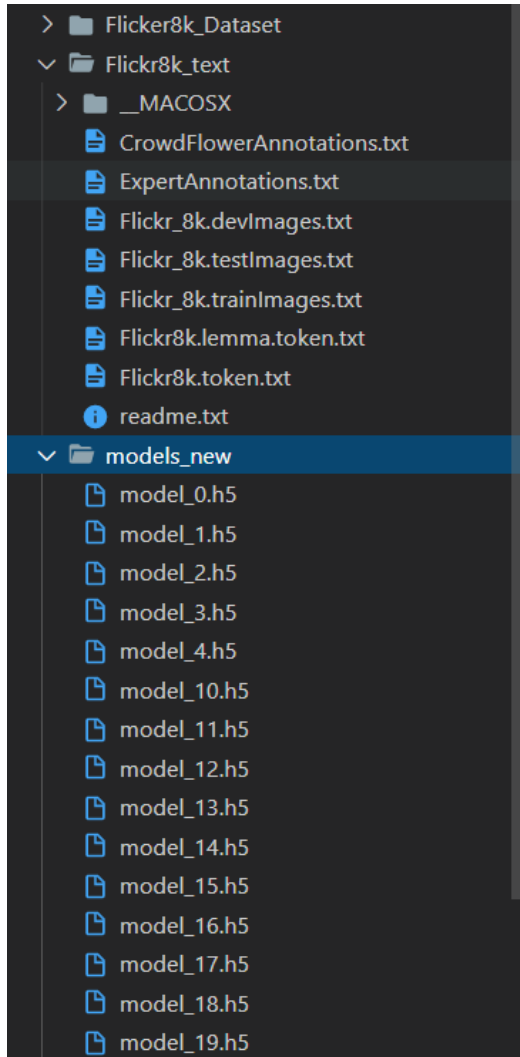 Flicker8k_Dataset
Flickr8k_text
__MACOSX
CrowdFlowerAnnotations.txt
ExpertAnnotations.txt
Flickr_8k.devImages.txt
Flickr_8k.testImages.txt
Flickr_8k.trainImages.txt
Flickr8k.lemma.token.txt
Flickr8k.token.txt
readme.txt
models_new
model_0.h5
model_1.h5
model_2.h5
model_3.h5
model_4.h5
model_10.h5
model_11.h5
model_12.h5
model_13.h5
model_14.h5
model_15.h5
model_16.h5
model_17.h5
model_18.h5
model_19.h5